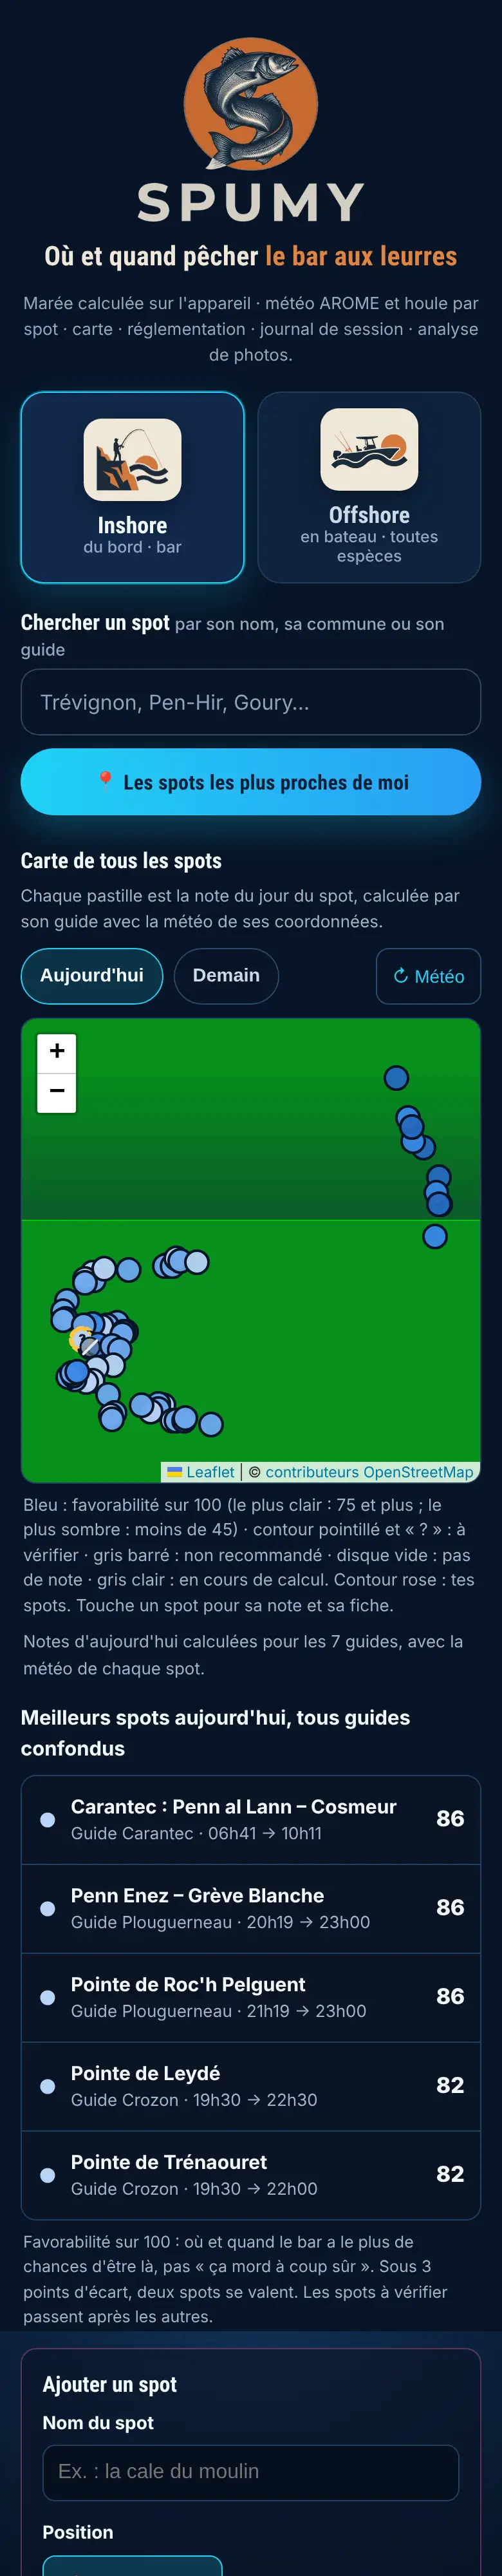 SPUMY
Où et quand pêcher le bar aux leurres
Marée calculée sur l'appareil · météo AROME et houle par
spot · carte · réglementation · journal de session · analyse
de photos.
Inshore
du bord · bar
Offshore
en bateau · toutes
espèces
Chercher un spot par son nom, sa commune ou son
guide
Trévignon, Pen-Hir, Goury...
📍 Les spots les plus proches de moi
Carte de tous les spots
Chaque pastille est la note du jour du spot, calculée par
son guide avec la météo de ses coordonnées.
Aujourd'hui
Demain
↻ Météo
+
−
Leaflet | © contributeurs OpenStreetMap
Bleu : favorabilité sur 100 (le plus clair : 75 et plus ; le
plus sombre : moins de 45) · contour pointillé et « ? » : à
vérifier · gris barré : non recommandé · disque vide : pas
de note · gris clair : en cours de calcul. Contour rose : tes
spots. Touche un spot pour sa note et sa fiche.
Notes d'aujourd'hui calculées pour les 7 guides, avec la
météo de chaque spot.
Meilleurs spots aujourd'hui, tous guides
confondus
Carantec : Penn al Lann – Cosmeur
86
Guide Carantec · 06h41 → 10h11
Penn Enez – Grève Blanche
86
Guide Plouguerneau · 20h19 → 23h00
Pointe de Roc'h Pelguent
86
Guide Plouguerneau · 21h19 → 23h00
Pointe de Leydé
82
Guide Crozon · 19h30 → 22h30
Pointe de Trénaouret
82
Guide Crozon · 19h30 → 22h00
Favorabilité sur 100 : où et quand le bar a le plus de
chances d'être là, pas « ça mord à coup sûr ». Sous 3
points d'écart, deux spots se valent. Les spots à vérifier
passent après les autres.
Ajouter un spot
Nom du spot
Ex. : la cale du moulin
Position